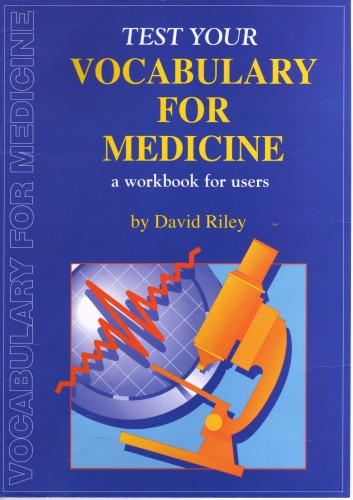 VOCABULARY FOR MEDICINE
TEST YOUR
VOCABULARY
FOR
MEDICINE
a workbook for users
by David Riley